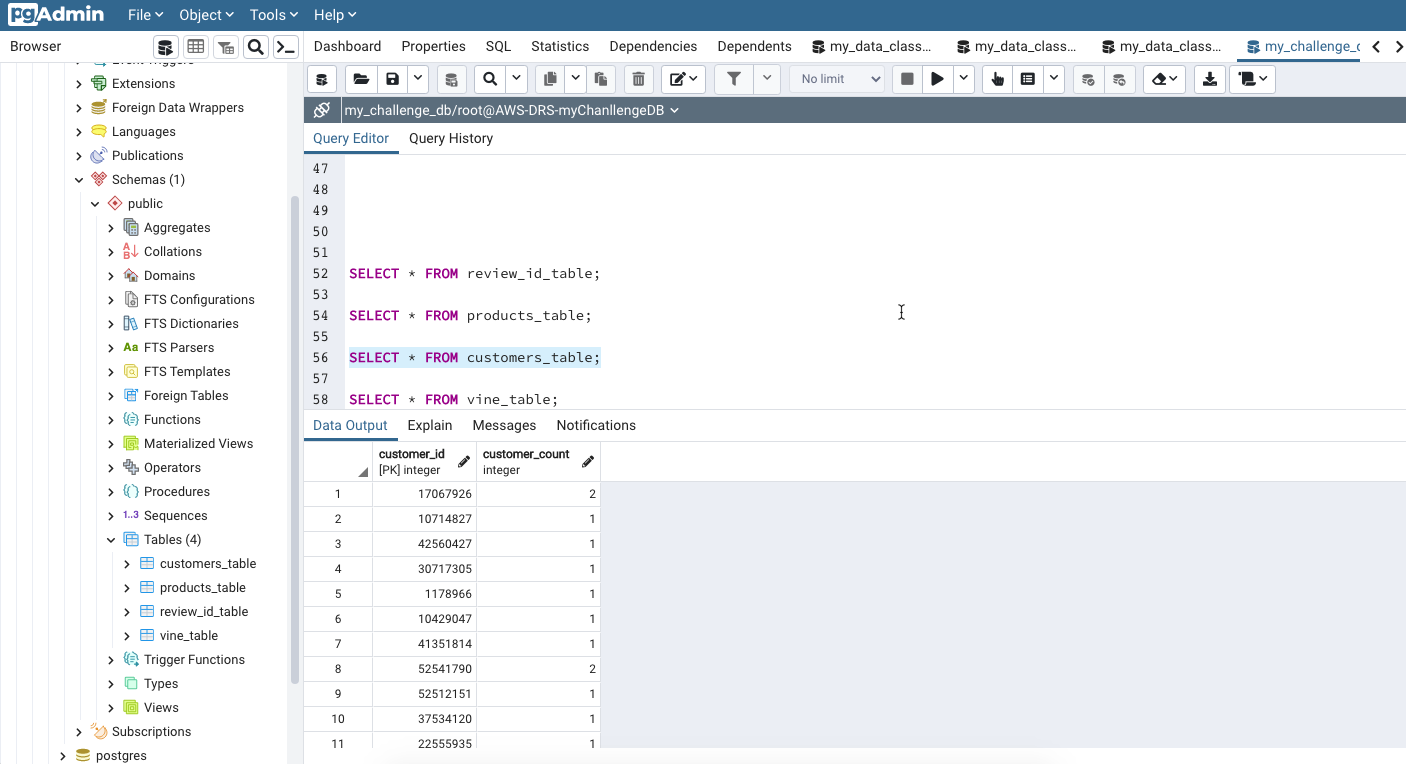 pgAdmin File Object Tools Help
Browser
Dashboard Properties SQL Statistics Dependencies Dependents my_data_class... my_data_class... my_data_class... my_challenge_
Event Triggers
Extensions
Foreign Data Wrappers
Languages
Publications
Schemas (1)
public
Aggregates
Collations
Domains
FTS Configurations
FTS Dictionaries
Aa FTS Parsers
FTS Templates
Foreign Tables
Functions
Materialized Views
Operators
Procedures
1..3 Sequences
Tables (4)
customers_table
products_table
review_id_table
vine_table
Trigger Functions
Types
Views
Subscriptions
postgres
No limit
my_challenge_db/root@AWS-DRS-myChanllengeDB
Query Editor Query History
47
48
49
50
51
52 SELECT * FROM review_id_table;
53
54 SELECT * FROM products_table;
55
56 SELECT * FROM customers_table;
57
58 SELECT * FROM vine_table;
Data Output Explain Messages Notifications
customer_id customer_count
[PK] integer integer
1 17067926 2
2 10714827 1
3 42560427 1
4 30717305 1
5 1178966 1
6 10429047 1
7 41351814 1
8 52541790 2
9 52512151 1
10 37534120 1
11 22555935 1